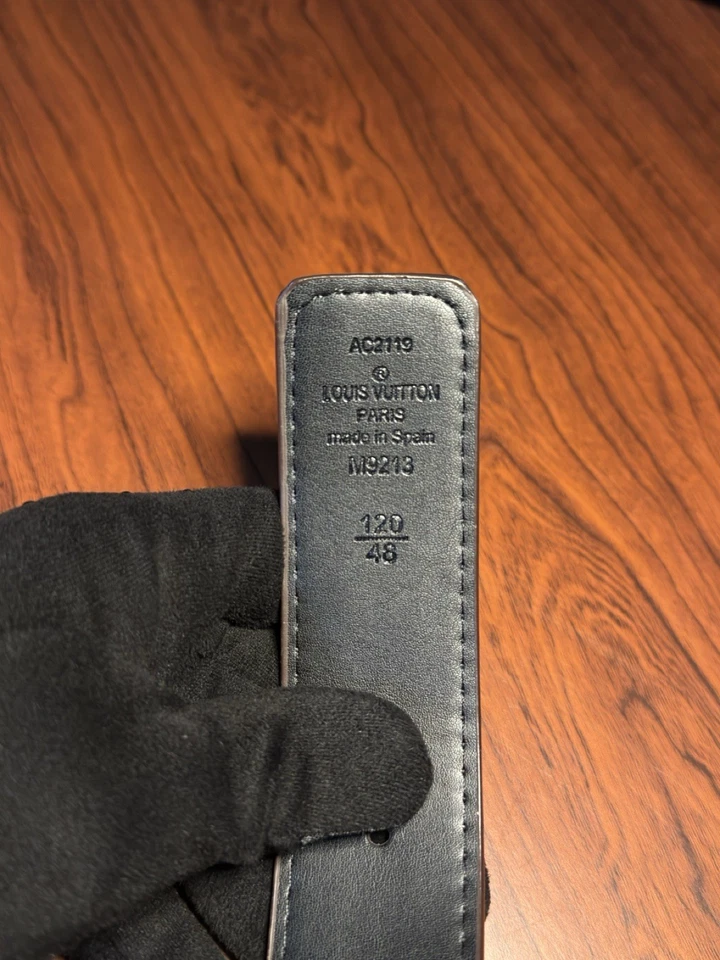 AC2119
®
LOUIS VUITTON
PARIS
made in Spain
M9213
120
48